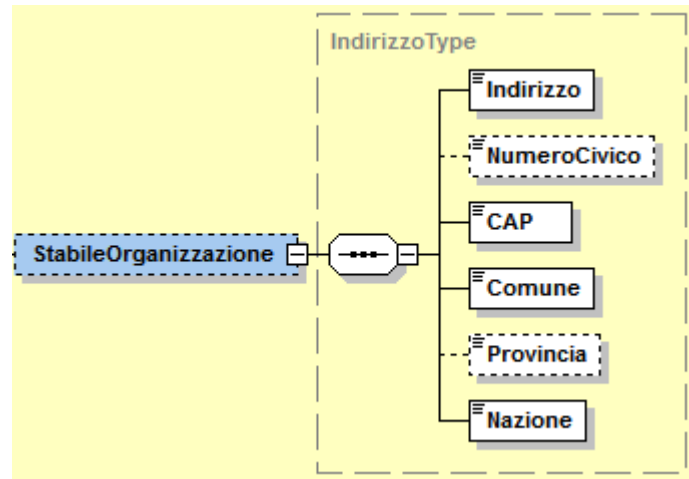 IndirizzoType
Indirizzo
NumeroCivico
CAP
StabileOrganizzazione
Comune
Provincia
Nazione